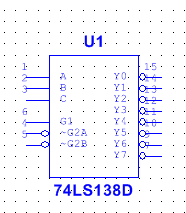 U1
1 A Y0 15
2 B Y1 14
3 C Y2 13
Y3 12
6 G1 Y4 11
4 ~G2A Y5 10
5 ~G2B Y6 9
Y7 7
74LS138D